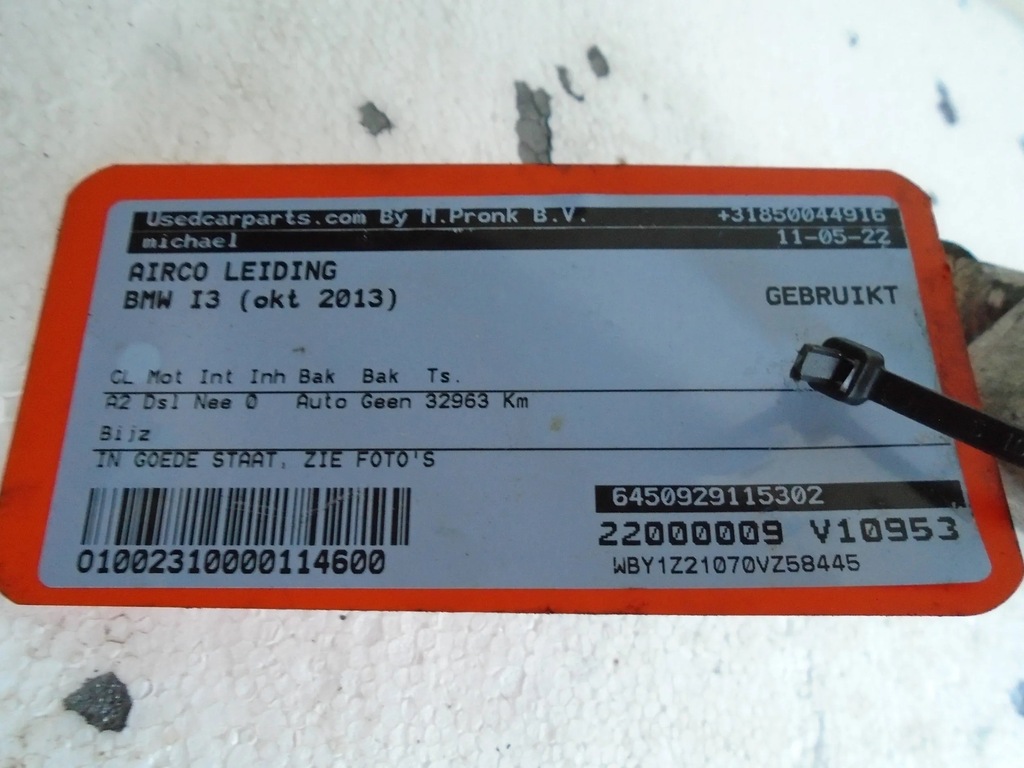 Usedcarparts.com By M.Pronk B.V. +31850044916
michael 11-05-22
AIRCO LEIDING
BMW I3 (okt 2013) GEBRUIKT
CL Mot Int Inh Bak Bak Ts.
A2 Dsl Nee 0 Auto Geen 32963 Km
Bijz
IN GOEDE STAAT, ZIE FOTO'S
6450929115302
22000009 V10953
01002310000114600 WBY1Z21070VZ58445